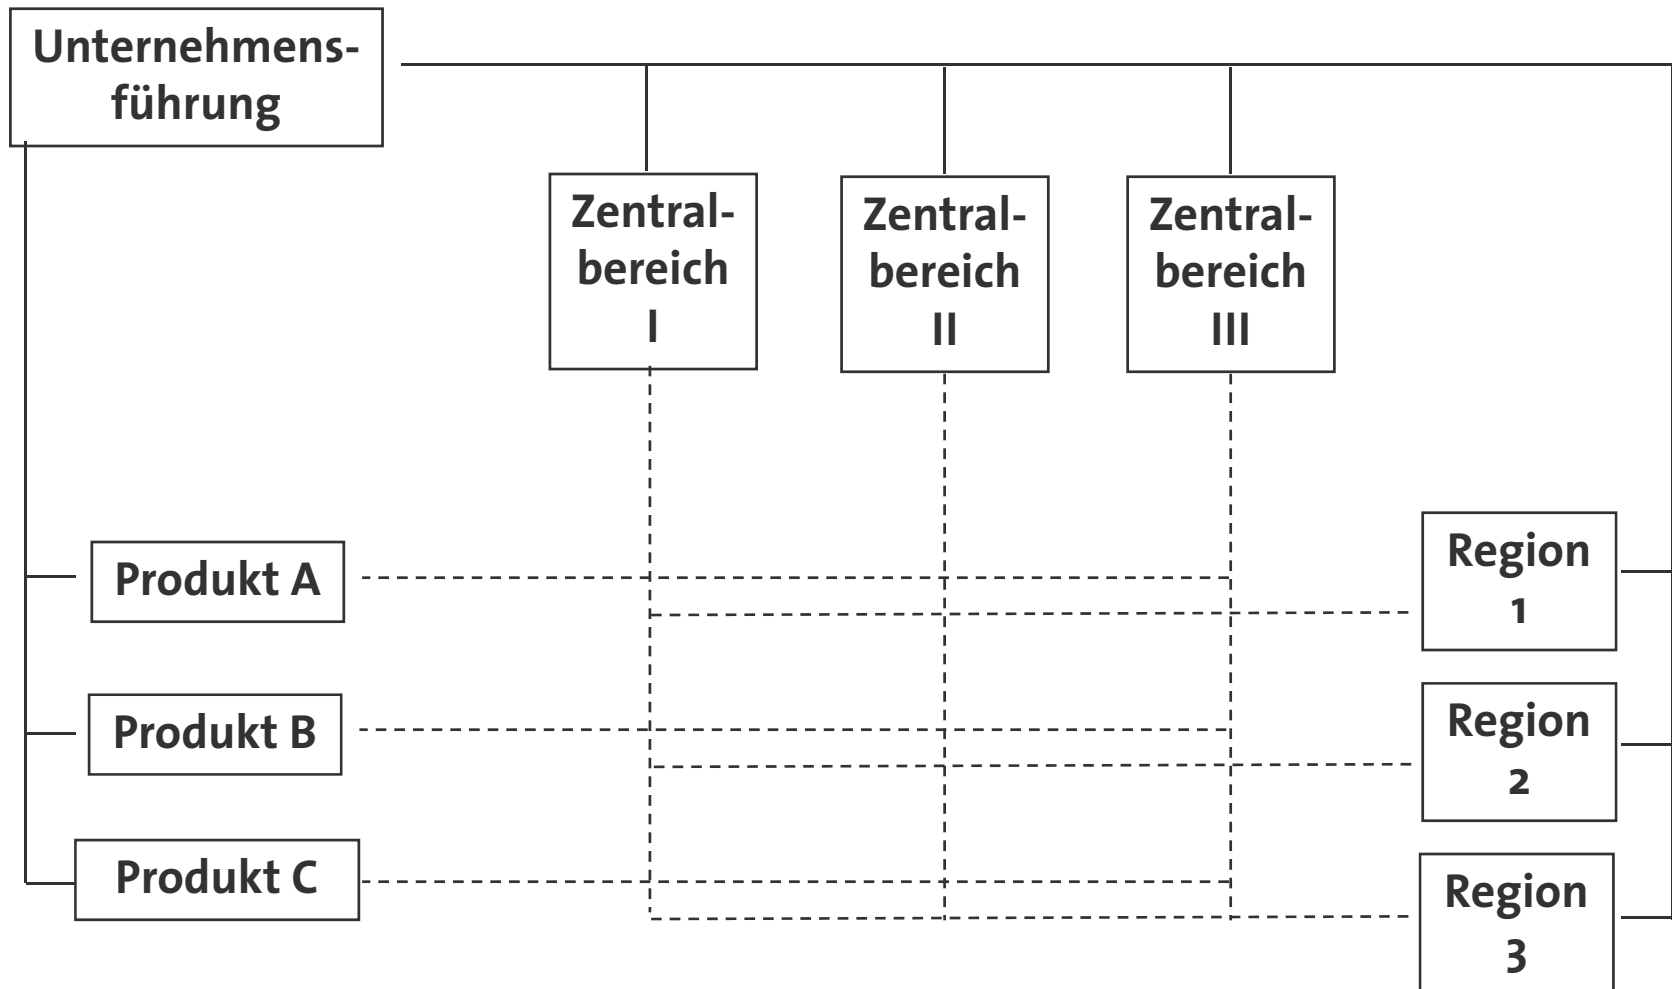 Unternehmens-
führung
Zentral-
bereich
I
Zentral-
bereich
II
Zentral-
bereich
III
Produkt A
Region
1
Produkt B
Region
2
Produkt C
Region
3